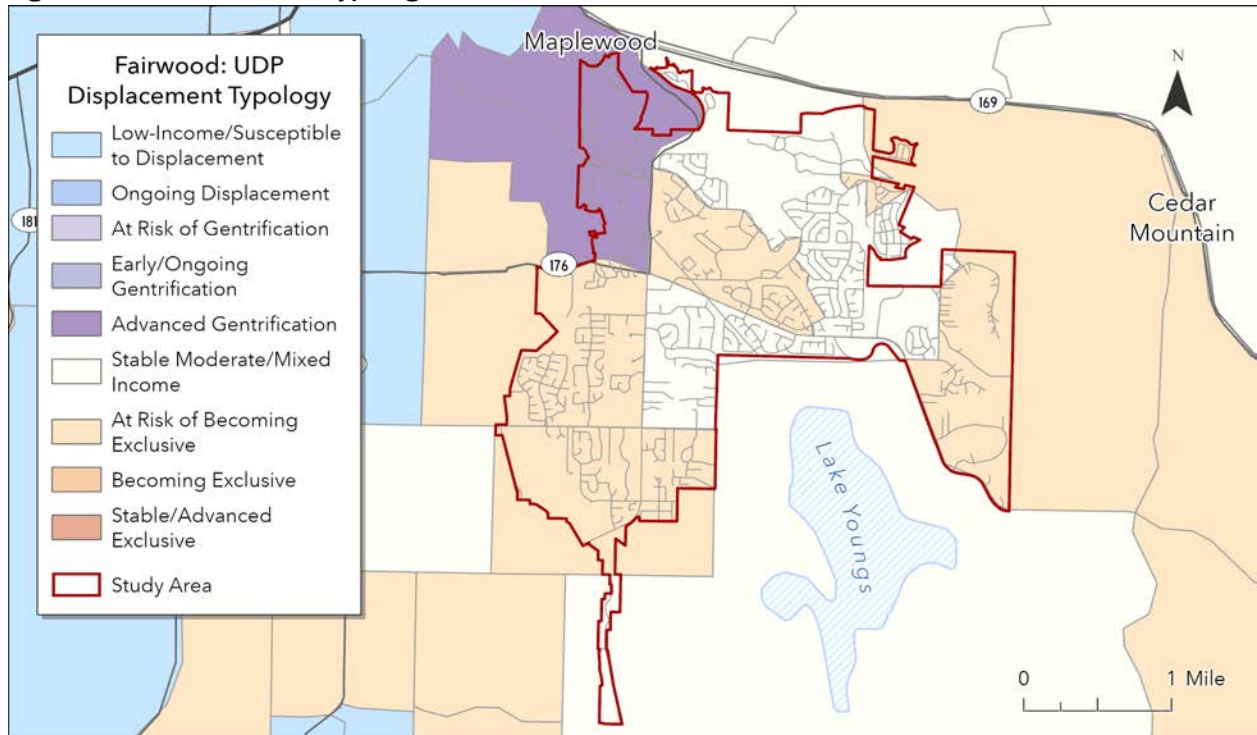 Fairwood: UDP
Displacement Typology
Low-Income/Susceptible
to Displacement
Ongoing Displacement
At Risk of Gentrification
Early/Ongoing
Gentrification
Advanced Gentrification
Stable Moderate/Mixed
Income
At Risk of Becoming
Exclusive
Becoming Exclusive
Stable/Advanced
Exclusive
Study Area
Maplewood
N
169
181
Cedar
Mountain
176
Lake Youngs
0 1 Mile